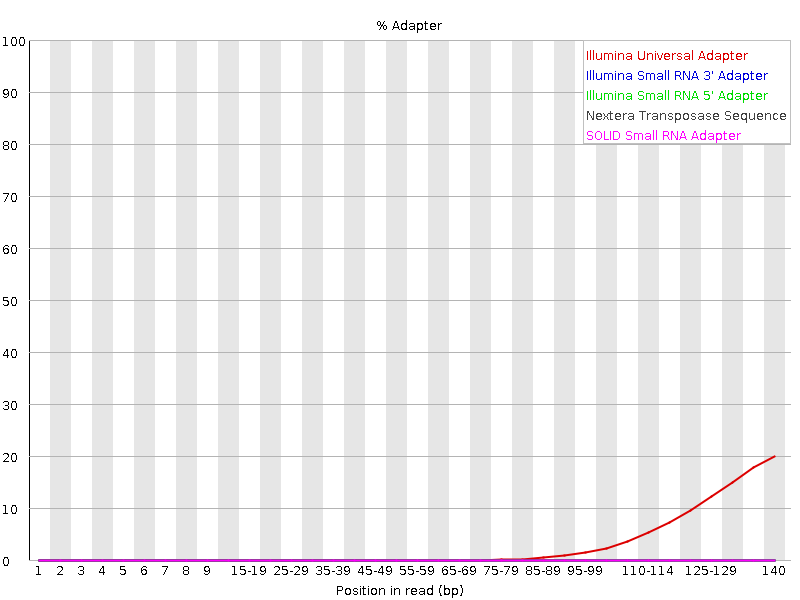 % Adapter
100
90
80
70
60
50
40
30
20
10
0
Illumina Universal Adapter
Illumina Small RNA 3' Adapter
Illumina Small RNA 5' Adapter
Nextera Transposase Sequence
SOLID Small RNA Adapter
1 2 3 4 5 6 7 8 9 15-19 25-29 35-39 45-49 55-59 65-69 75-79 85-89 95-99 110-114 125-129 140
Position in read (bp)